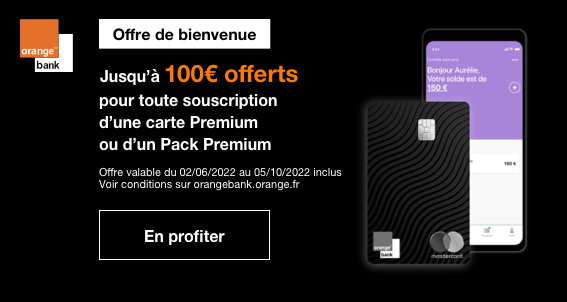 orange™
bank
Offre de bienvenue
Jusqu'à 100€ offerts
pour toute souscription
d'une carte Premium
ou d'un Pack Premium
Offre valable du 02/06/2022 au 05/10/2022 inclus
Voir conditions sur orangebank.orange.fr
En profiter
Bonjour Aurélie,
Votre solde est de
150 €
150 €
orange
bank
mastercard